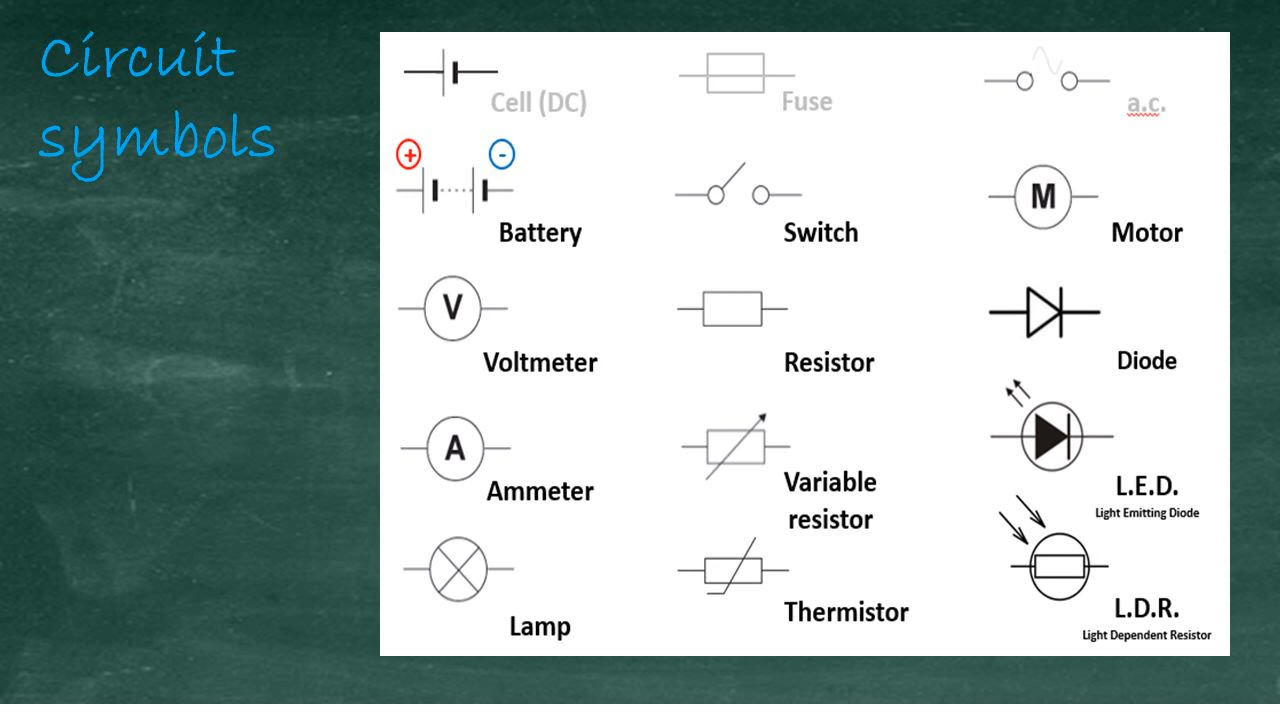 Circuit
symbols
Cell (DC)
Fuse
a.c.
+
-
Battery
Switch
M
Motor
V
Voltmeter
Resistor
Diode
A
Ammeter
Variable
resistor
L.E.D.
Light Emitting Diode
Lamp
Thermistor
L.D.R.
Light Dependent Resistor